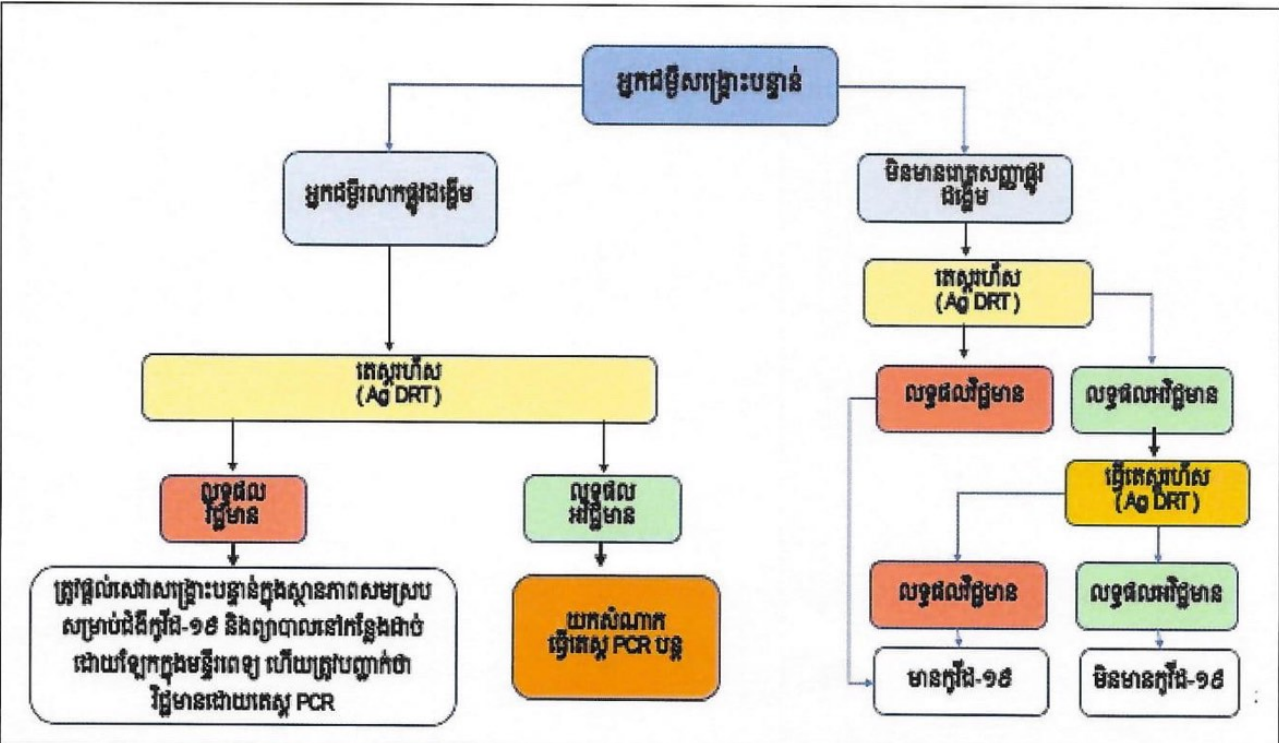 អ្នកជម្ងឺសង្គ្រោះបន្ទាន់
អ្នកជម្ងឺរលាកផ្លូវដង្ហើម
មិនមានរោគសញ្ញាផ្លូវ
ដង្ហើម
តេស្តរហ័ស
(Ag DRT)
តេស្តរហ័ស
(Ag DRT)
លទ្ធផលវិជ្ជមាន
លទ្ធផលអវិជ្ជមាន
លទ្ធផល
វិជ្ជមាន
លទ្ធផល
អវិជ្ជមាន
ធ្វើតេស្តរហ័ស
(Ag DRT)
ត្រូវផ្តល់សេវាសង្គ្រោះបន្ទាន់ក្នុងស្ថានភាពសមស្រប
សម្រាប់ជំងឺកូវីដ-១៩ និងព្យាបាលនៅកន្លែងដាច់
ដោយឡែកក្នុងមន្ទីរពេទ្យ ហើយត្រូវបញ្ជាក់ថា
វិជ្ជមានដោយតេស្ត PCR
យកសំណាក
ធ្វើតេស្ត PCR បន្ត
លទ្ធផលវិជ្ជមាន
លទ្ធផលអវិជ្ជមាន
មានកូវីដ-១៩
មិនមានកូវីដ-១៩